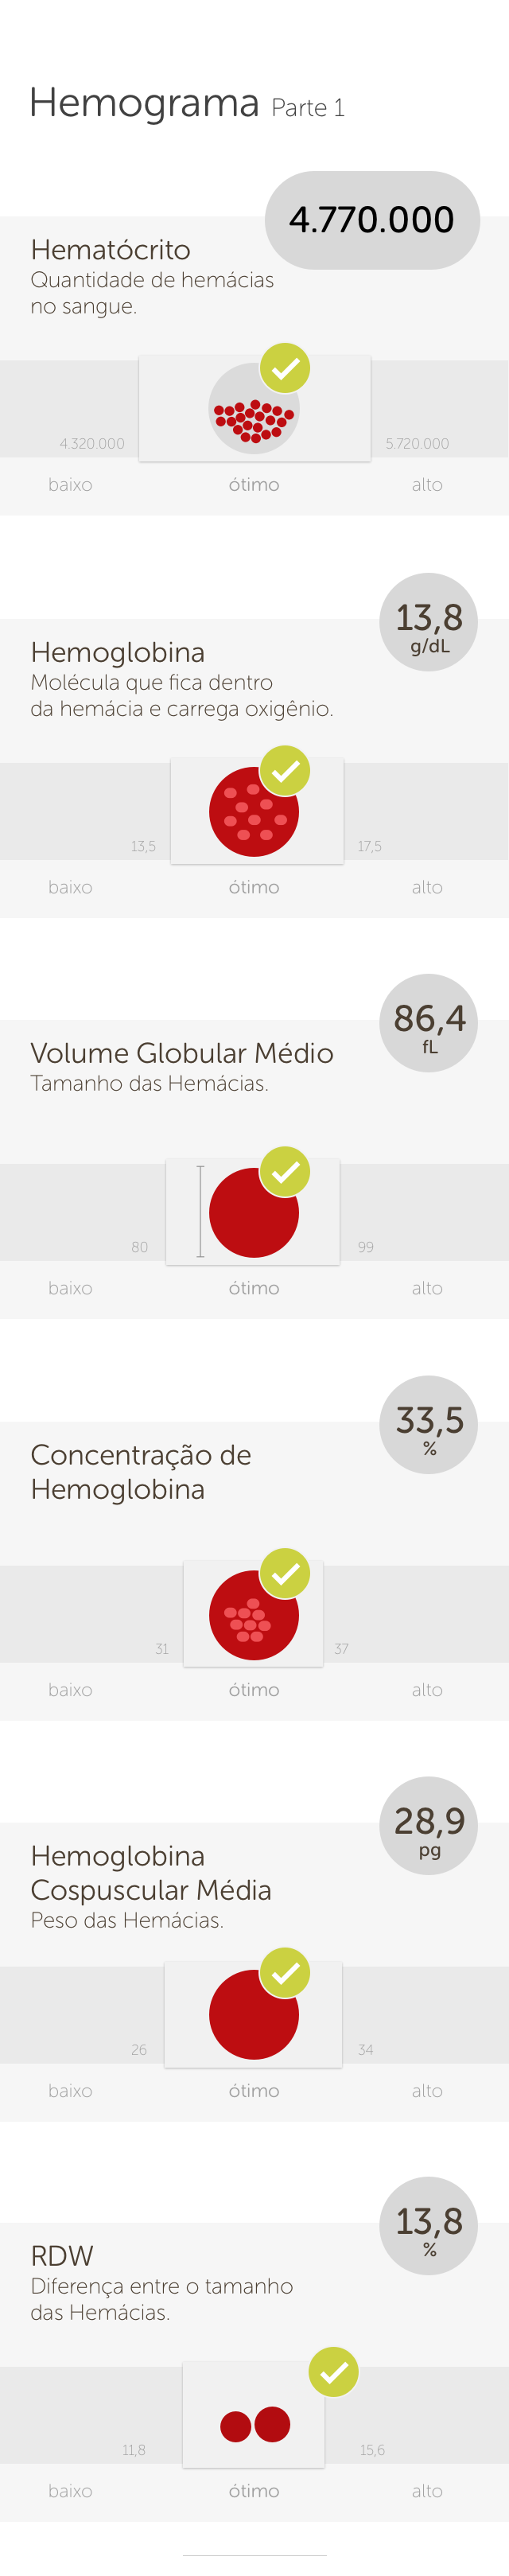 Hemograma Parte 1
4.770.000
Hematócrito
Quantidade de hemácias
no sangue.
4.320.000
5.720.000
baixo ótimo alto
13,8
g/dL
Hemoglobina
Molécula que fica dentro
da hemácia e carrega oxigênio.
13,5
17,5
baixo ótimo alto
86,4
fL
Volume Globular Médio
Tamanho das Hemácias.
80
99
baixo ótimo alto
33,5
%
Concentração de
Hemoglobina
31
37
baixo ótimo alto
28,9
pg
Hemoglobina
Cospuscular Média
Peso das Hemácias.
26
34
baixo ótimo alto
13,8
%
RDW
Diferença entre o tamanho
das Hemácias.
11,8
15,6
baixo ótimo alto